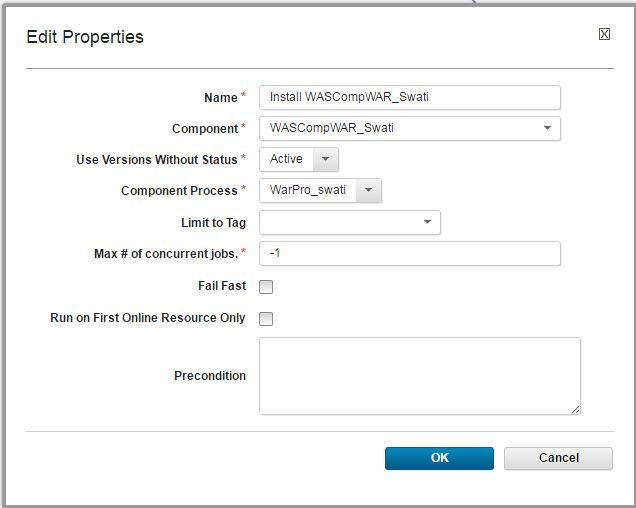 Edit Properties
Name * Install WASCompWAR_Swati
Component * WASCompWAR_Swati
Use Versions Without Status * Active
Component Process * WarPro_swati
Limit to Tag
Max # of concurrent jobs. * -1
Fail Fast
Run on First Online Resource Only
Precondition
OK Cancel